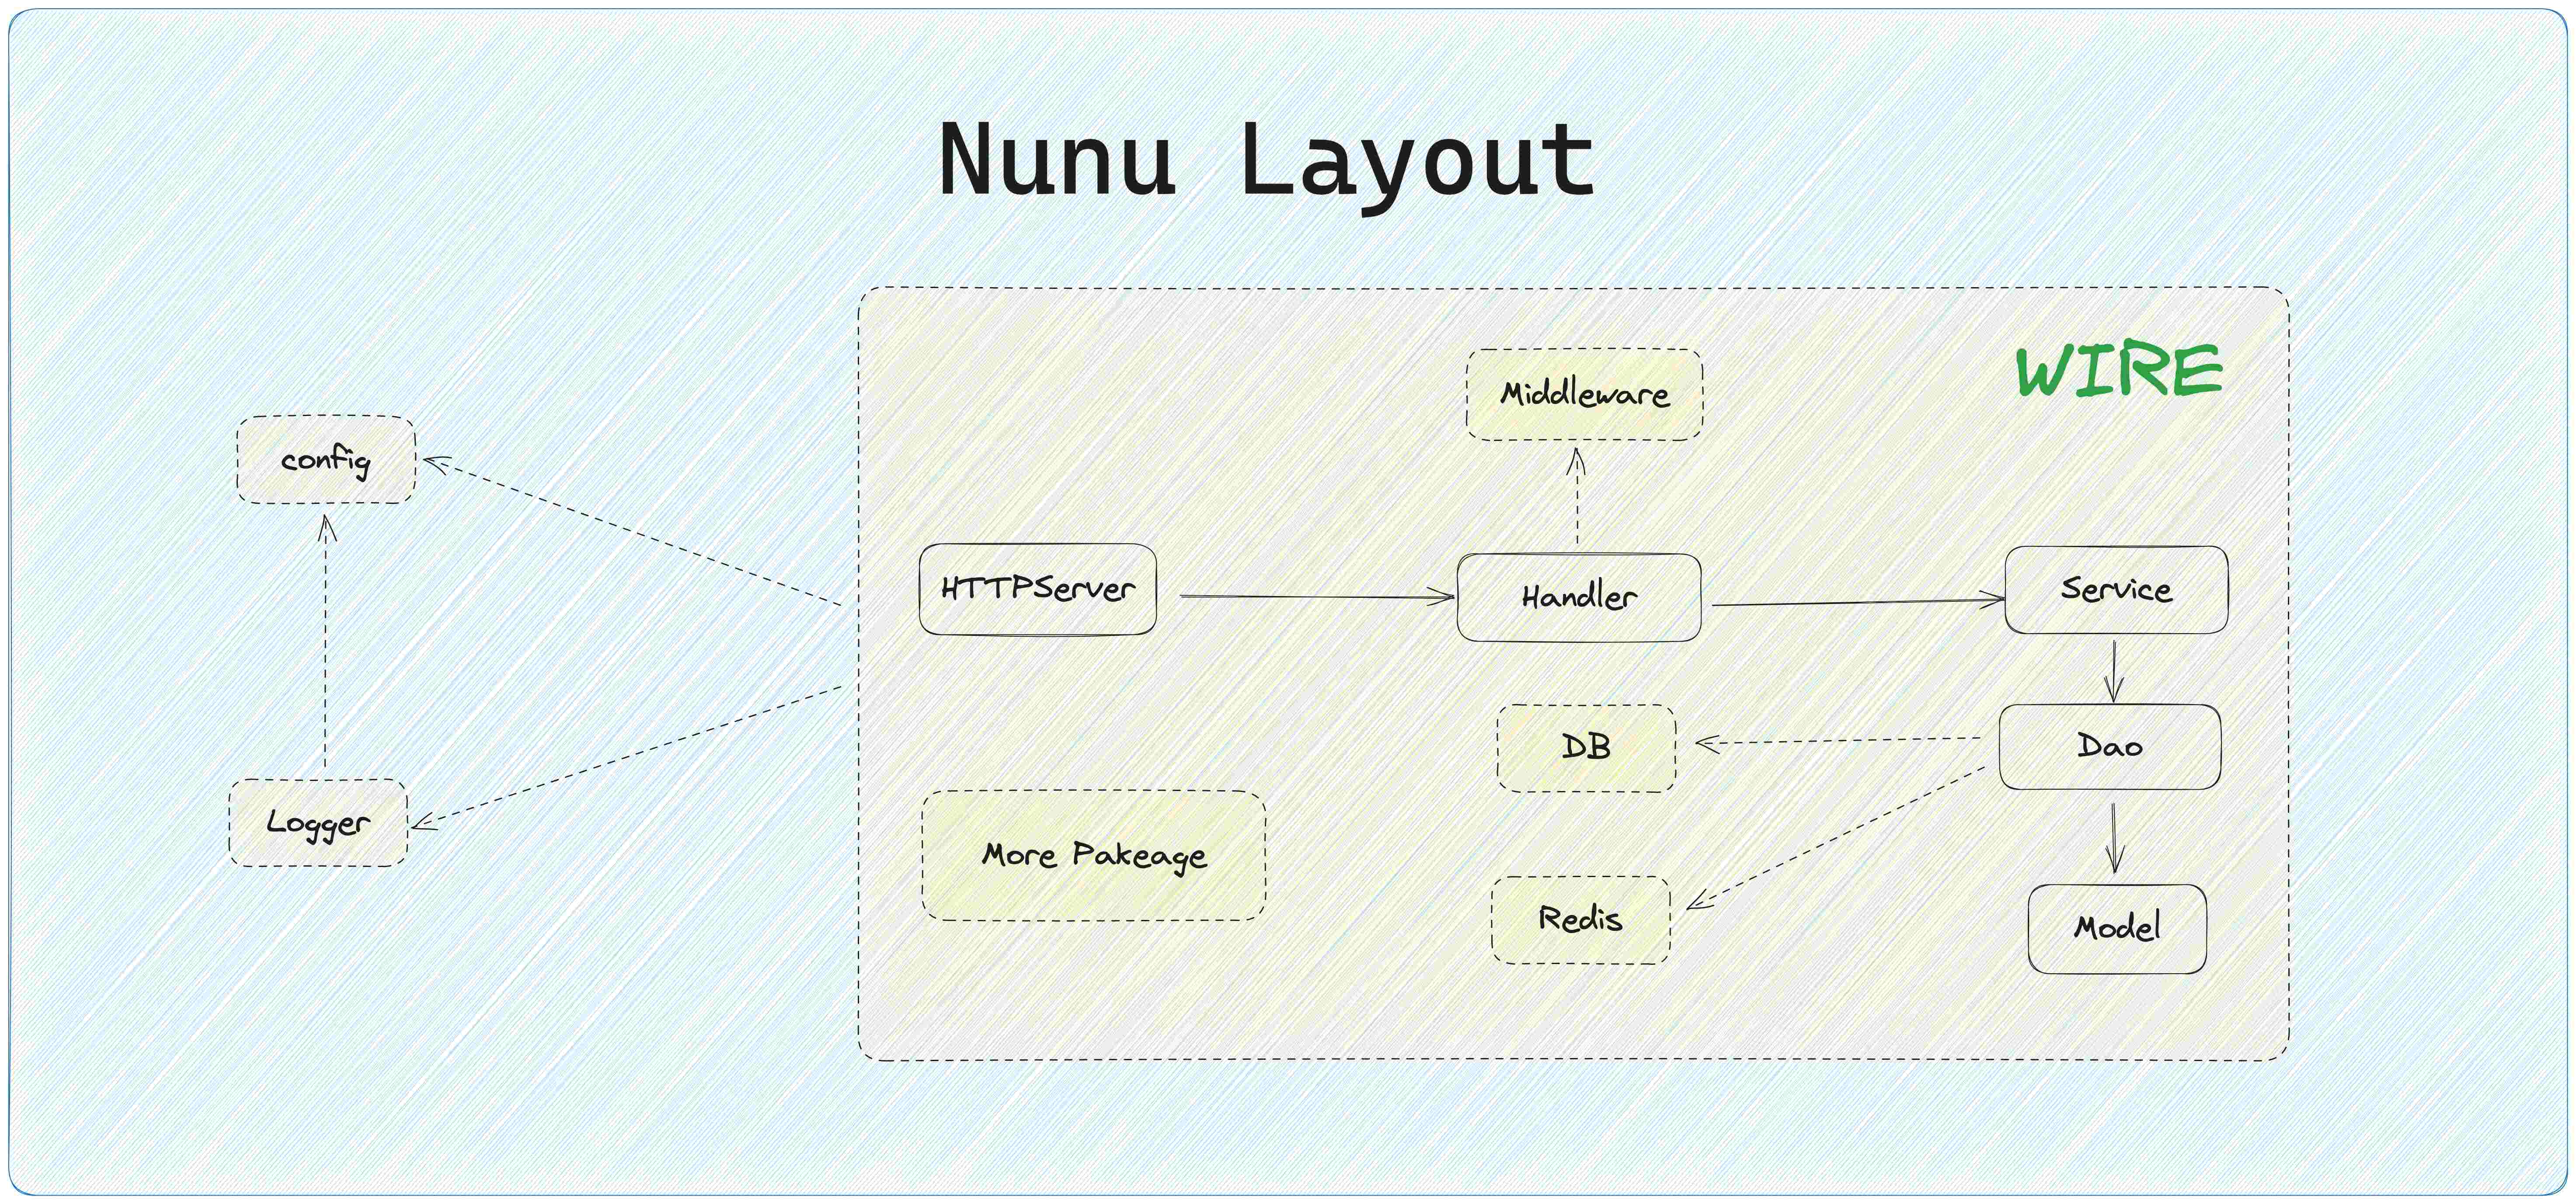 Nunu Layout
WIRE
Middleware
config
HTTPServer
Handler
Service
DB
Dao
Logger
More Pakeage
Redis
Model